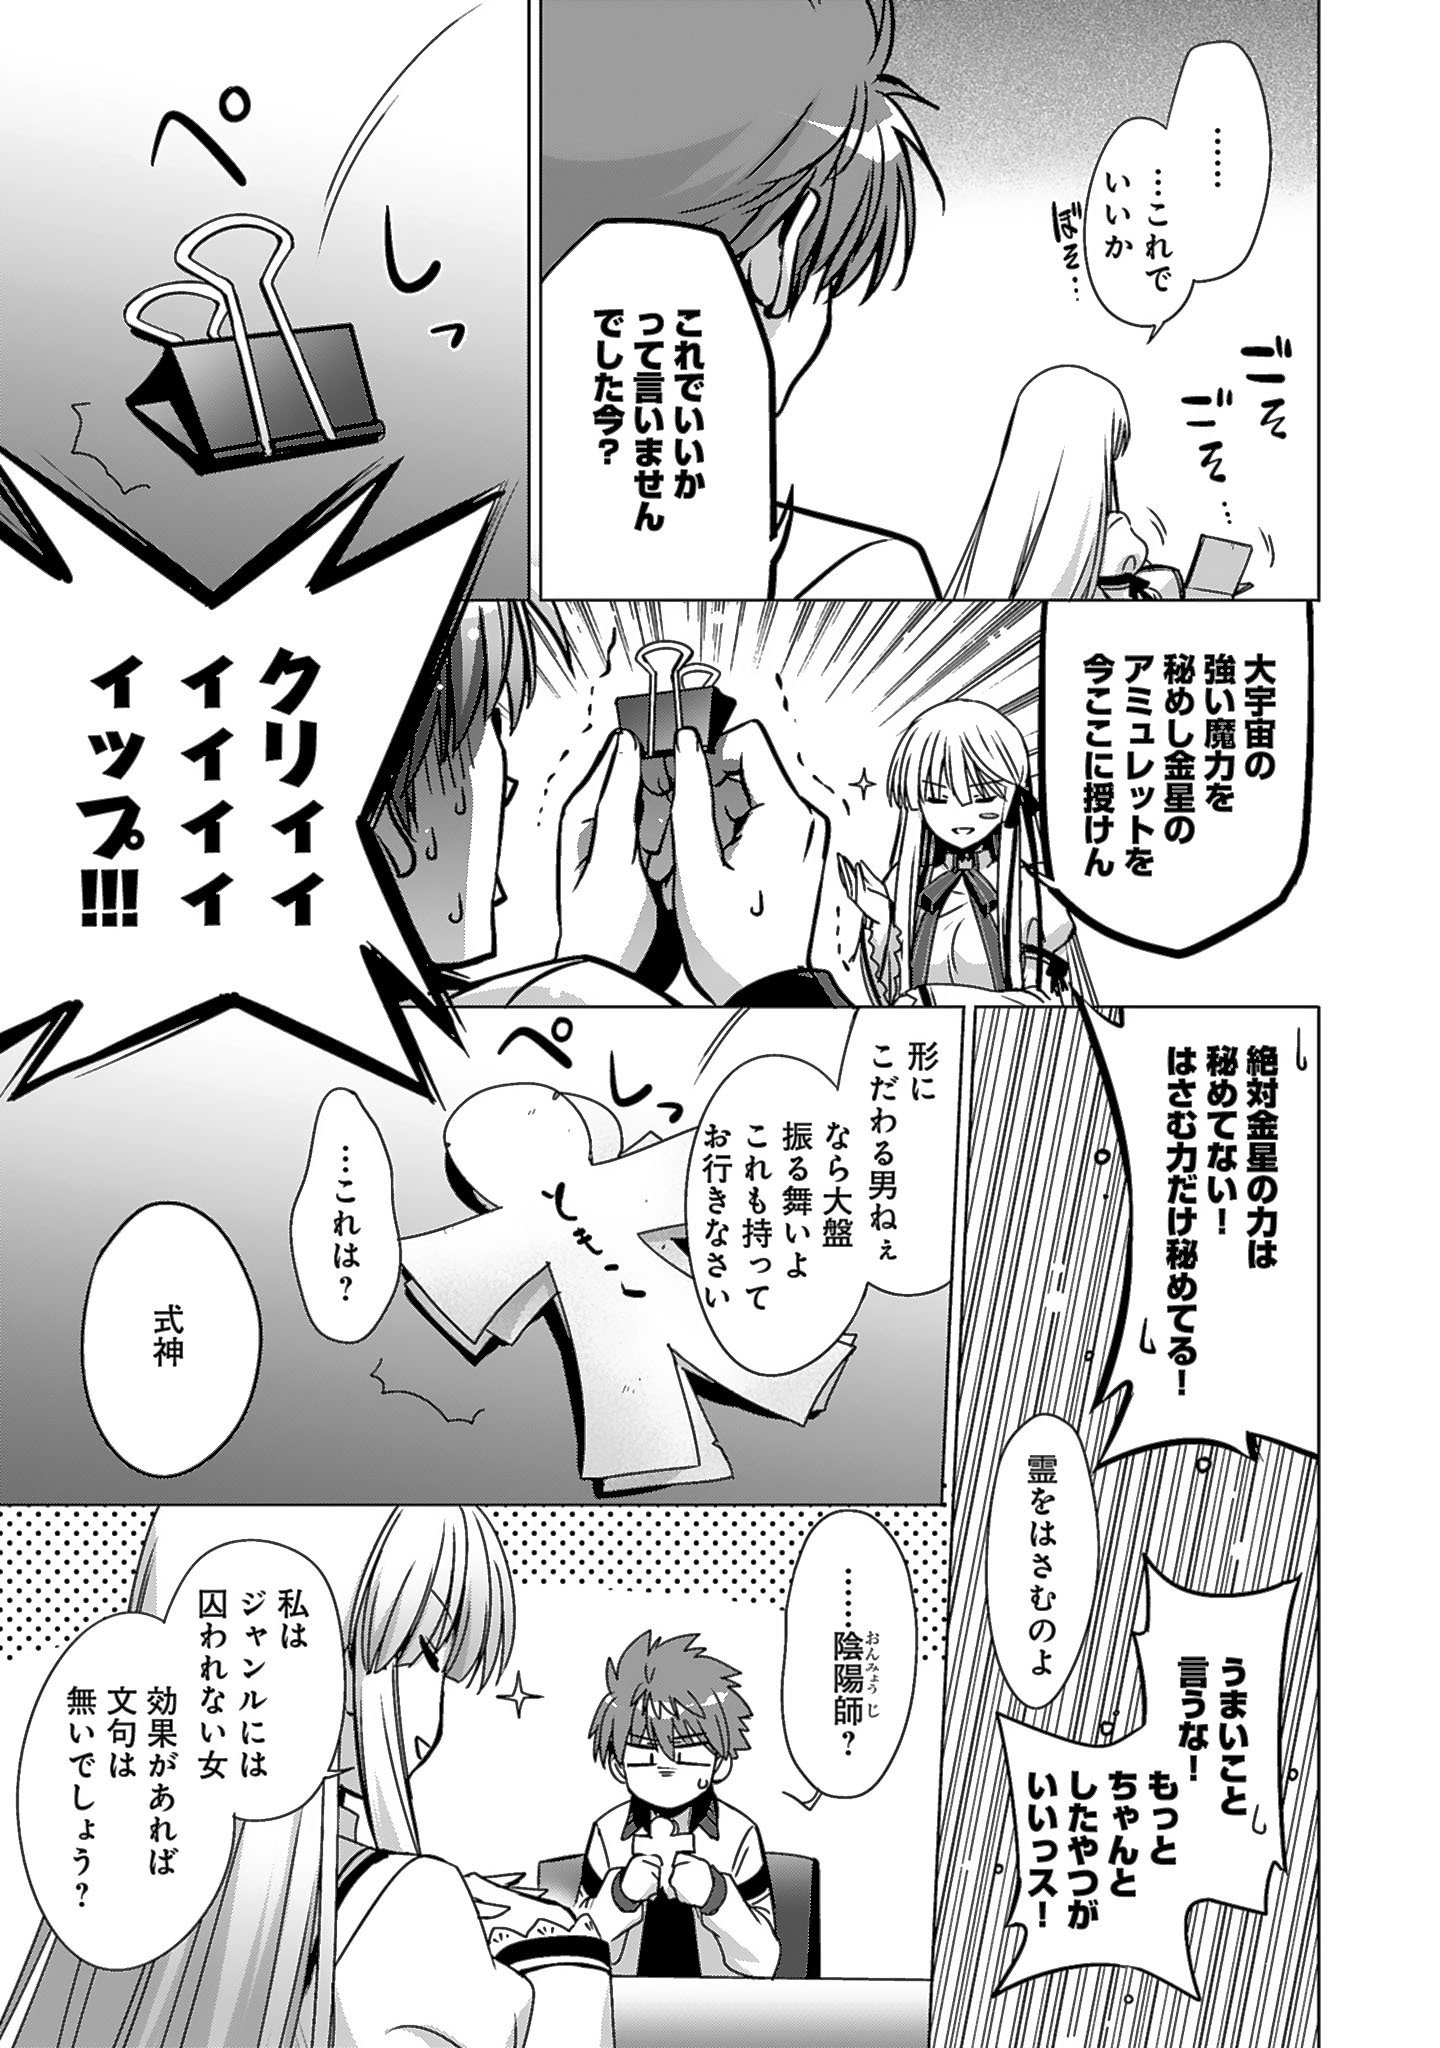 ……
…これで
いいか
ぼそ…
ごそ
ごそ…
これでいいか
って言いません
でした今？
ぺ
しっ
大宇宙の
強い魔力を
秘めし金星の
アミュレットを
今ここに授けん
クリィィ
ィィィィ
ィップ!!!
絶対金星の力は
秘めてない！
はさむ力だけ秘めてる！
霊をはさむのよ
うまいこと
言うな！
もっと
ちゃんと
したやつが
いいっス！
形に
こだわる男ねぇ
なら大盤
振る舞いよ
これも持って
お行きなさい
ぺ
しっ
しきがみ
…これは？
式神
……陰陽師？
おんみょうじ
私は
ジャンルには
囚われない女
効果があれば
文句は
無いでしょう？